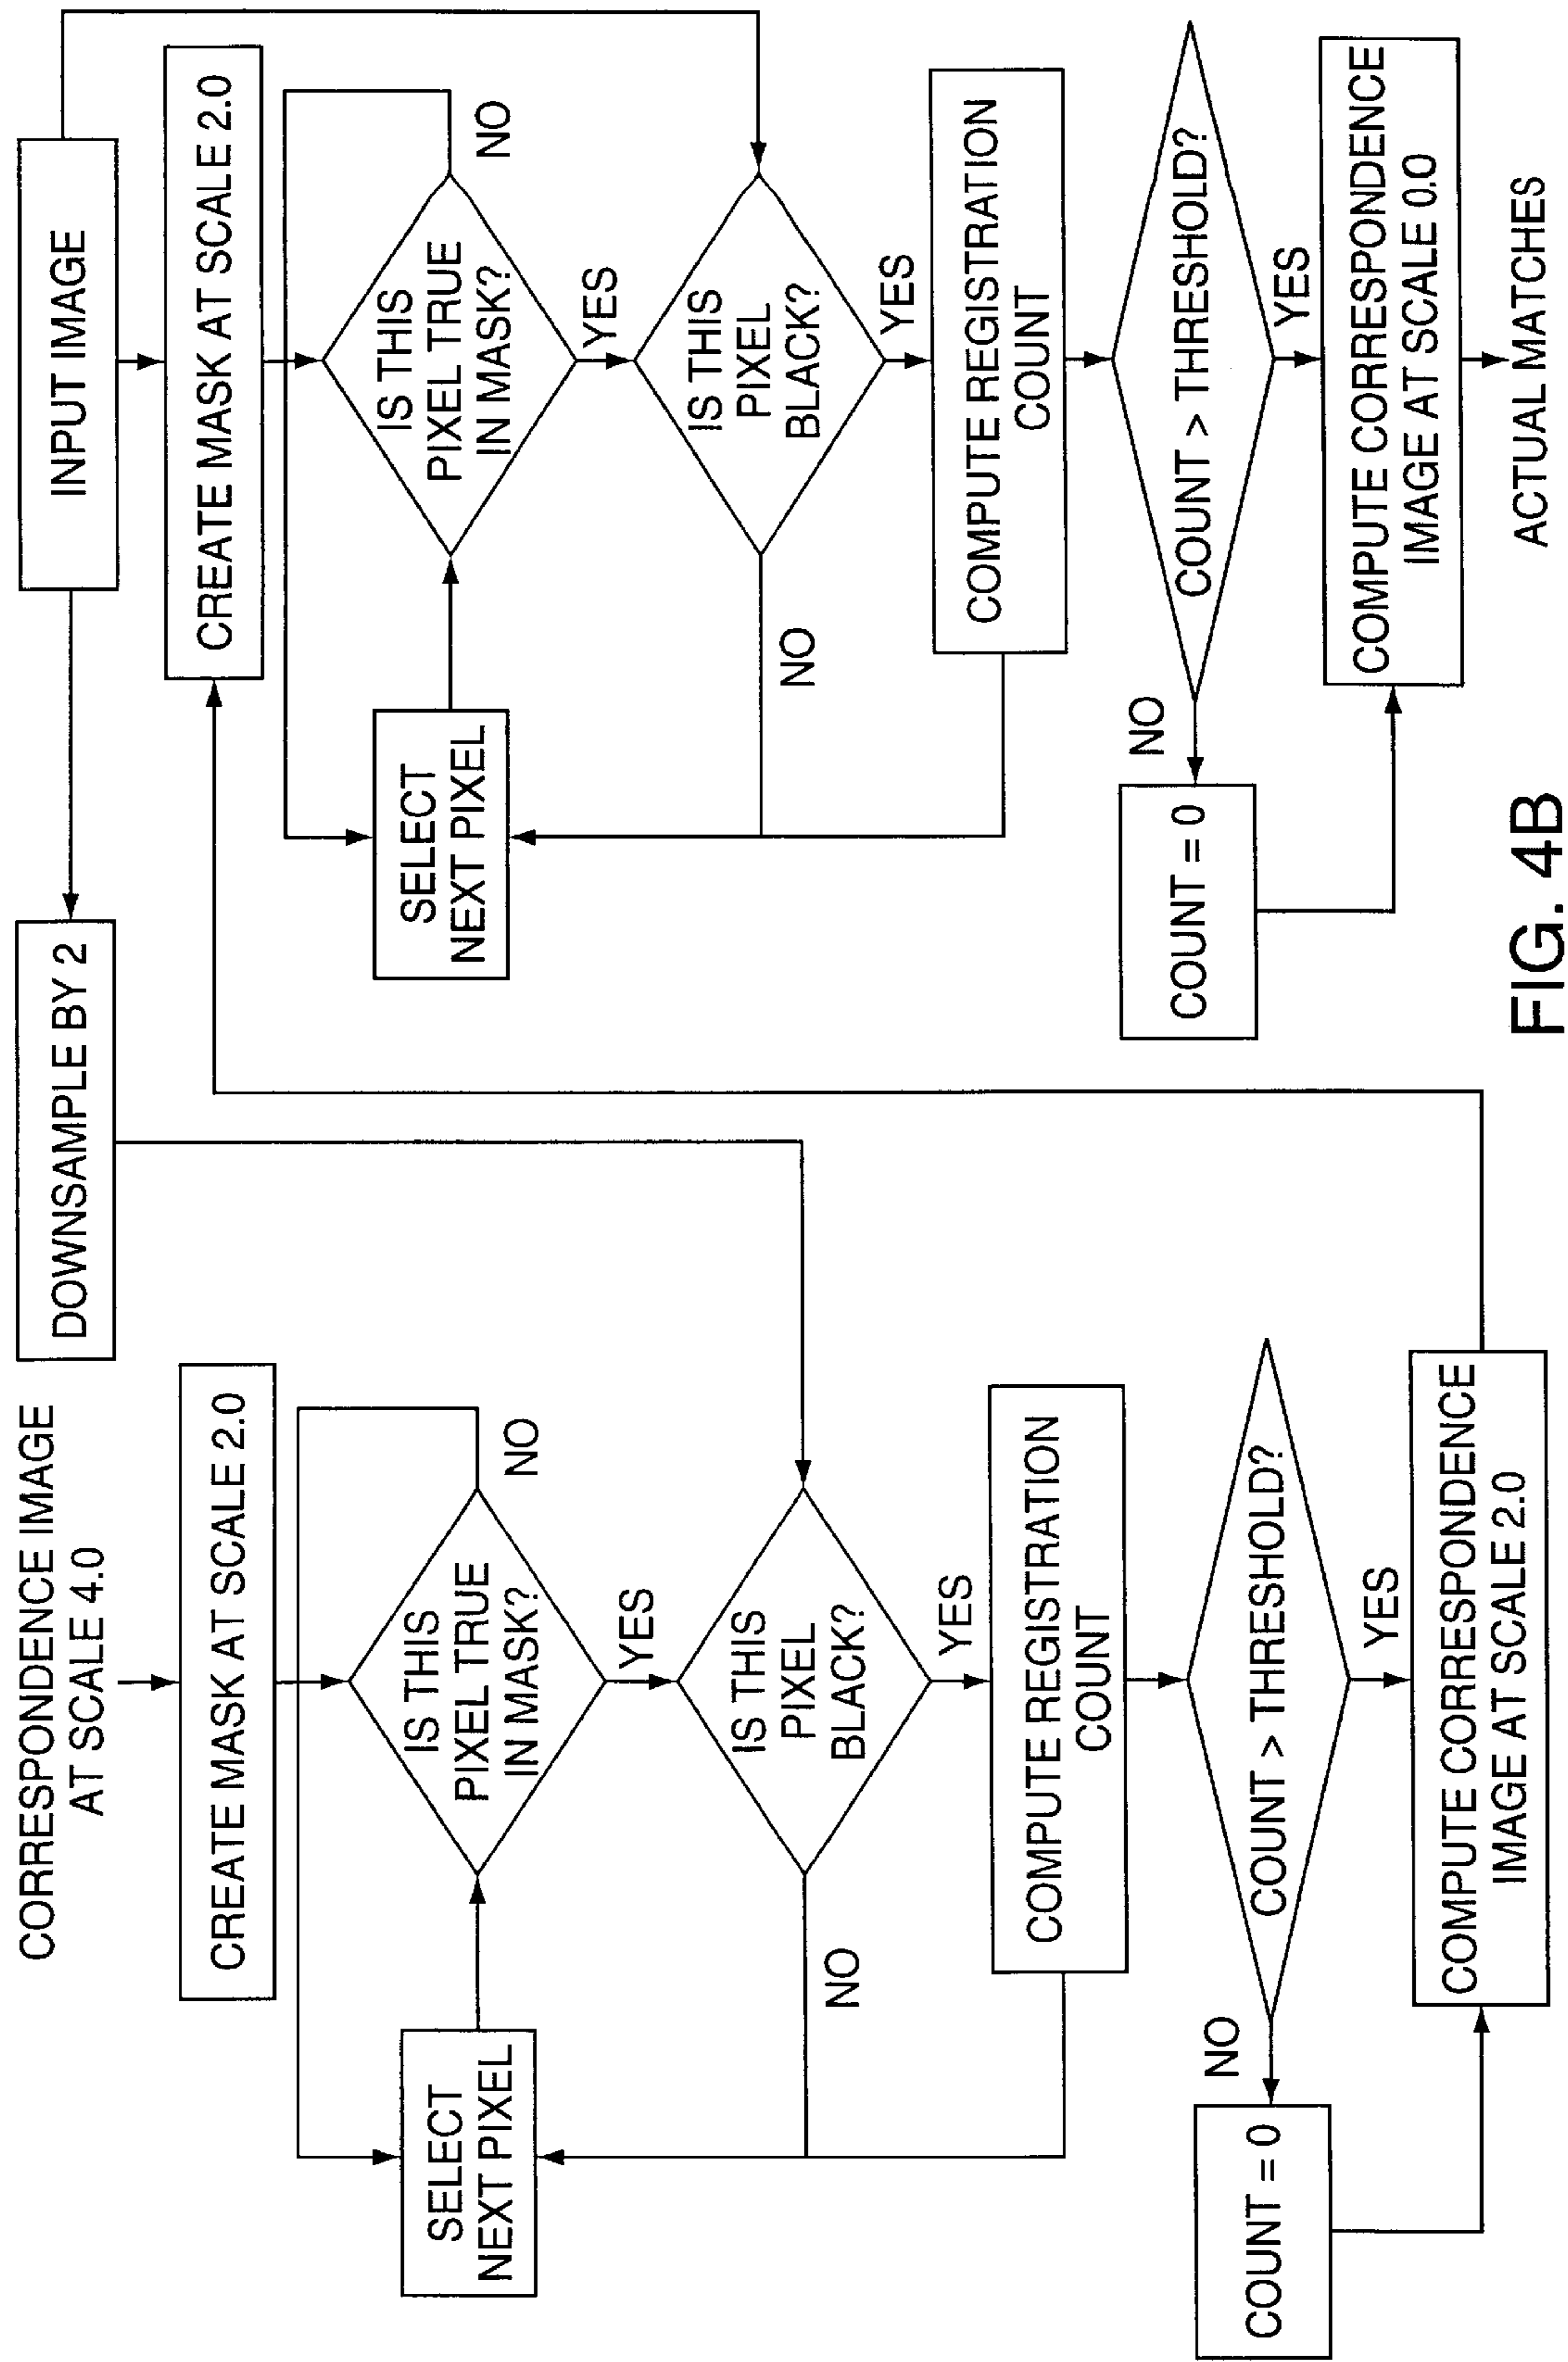 CORRESPONDENCE IMAGE
AT SCALE 4.0
CREATE MASK AT SCALE 2.0
IS THIS
PIXEL TRUE
IN MASK?
NO
YES
SELECT
NEXT PIXEL
IS THIS
PIXEL
BLACK?
NO
YES
COMPUTE REGISTRATION
COUNT
COUNT > THRESHOLD?
NO
YES
COUNT = 0
COMPUTE CORRESPONDENCE
IMAGE AT SCALE 2.0
DOWNSAMPLE BY 2
INPUT IMAGE
CREATE MASK AT SCALE 2.0
IS THIS
PIXEL TRUE
IN MASK?
NO
YES
SELECT
NEXT PIXEL
IS THIS
PIXEL
BLACK?
NO
YES
COMPUTE REGISTRATION
COUNT
COUNT > THRESHOLD?
NO
YES
COUNT = 0
COMPUTE CORRESPONDENCE
IMAGE AT SCALE 0.0
ACTUAL MATCHES
FIG. 4B